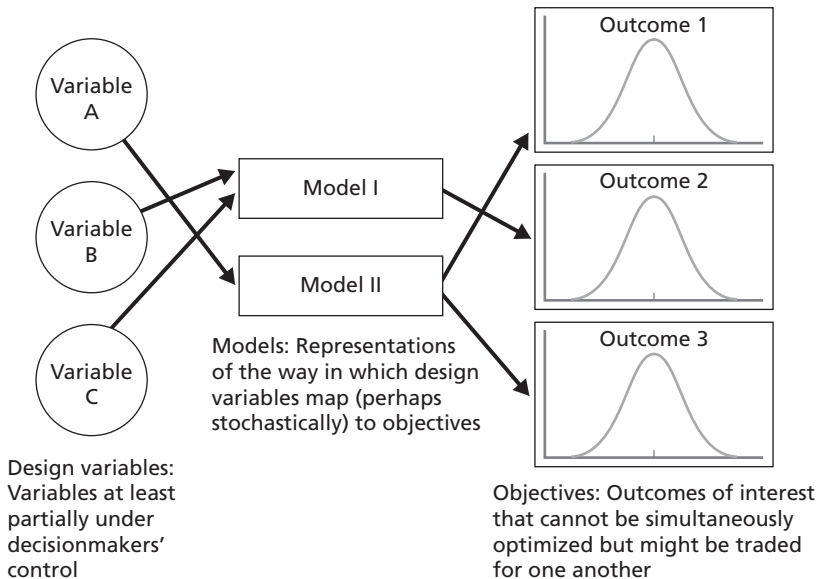 Variable
A
Variable
B
Variable
C
Model I
Model II
Outcome 1
Outcome 2
Outcome 3
Models: Representations
of the way in which design
variables map (perhaps
stochastically) to objectives
Design variables:
Variables at least
partially under
decisionmakers’
control
Objectives: Outcomes of interest
that cannot be simultaneously
optimized but might be traded
for one another